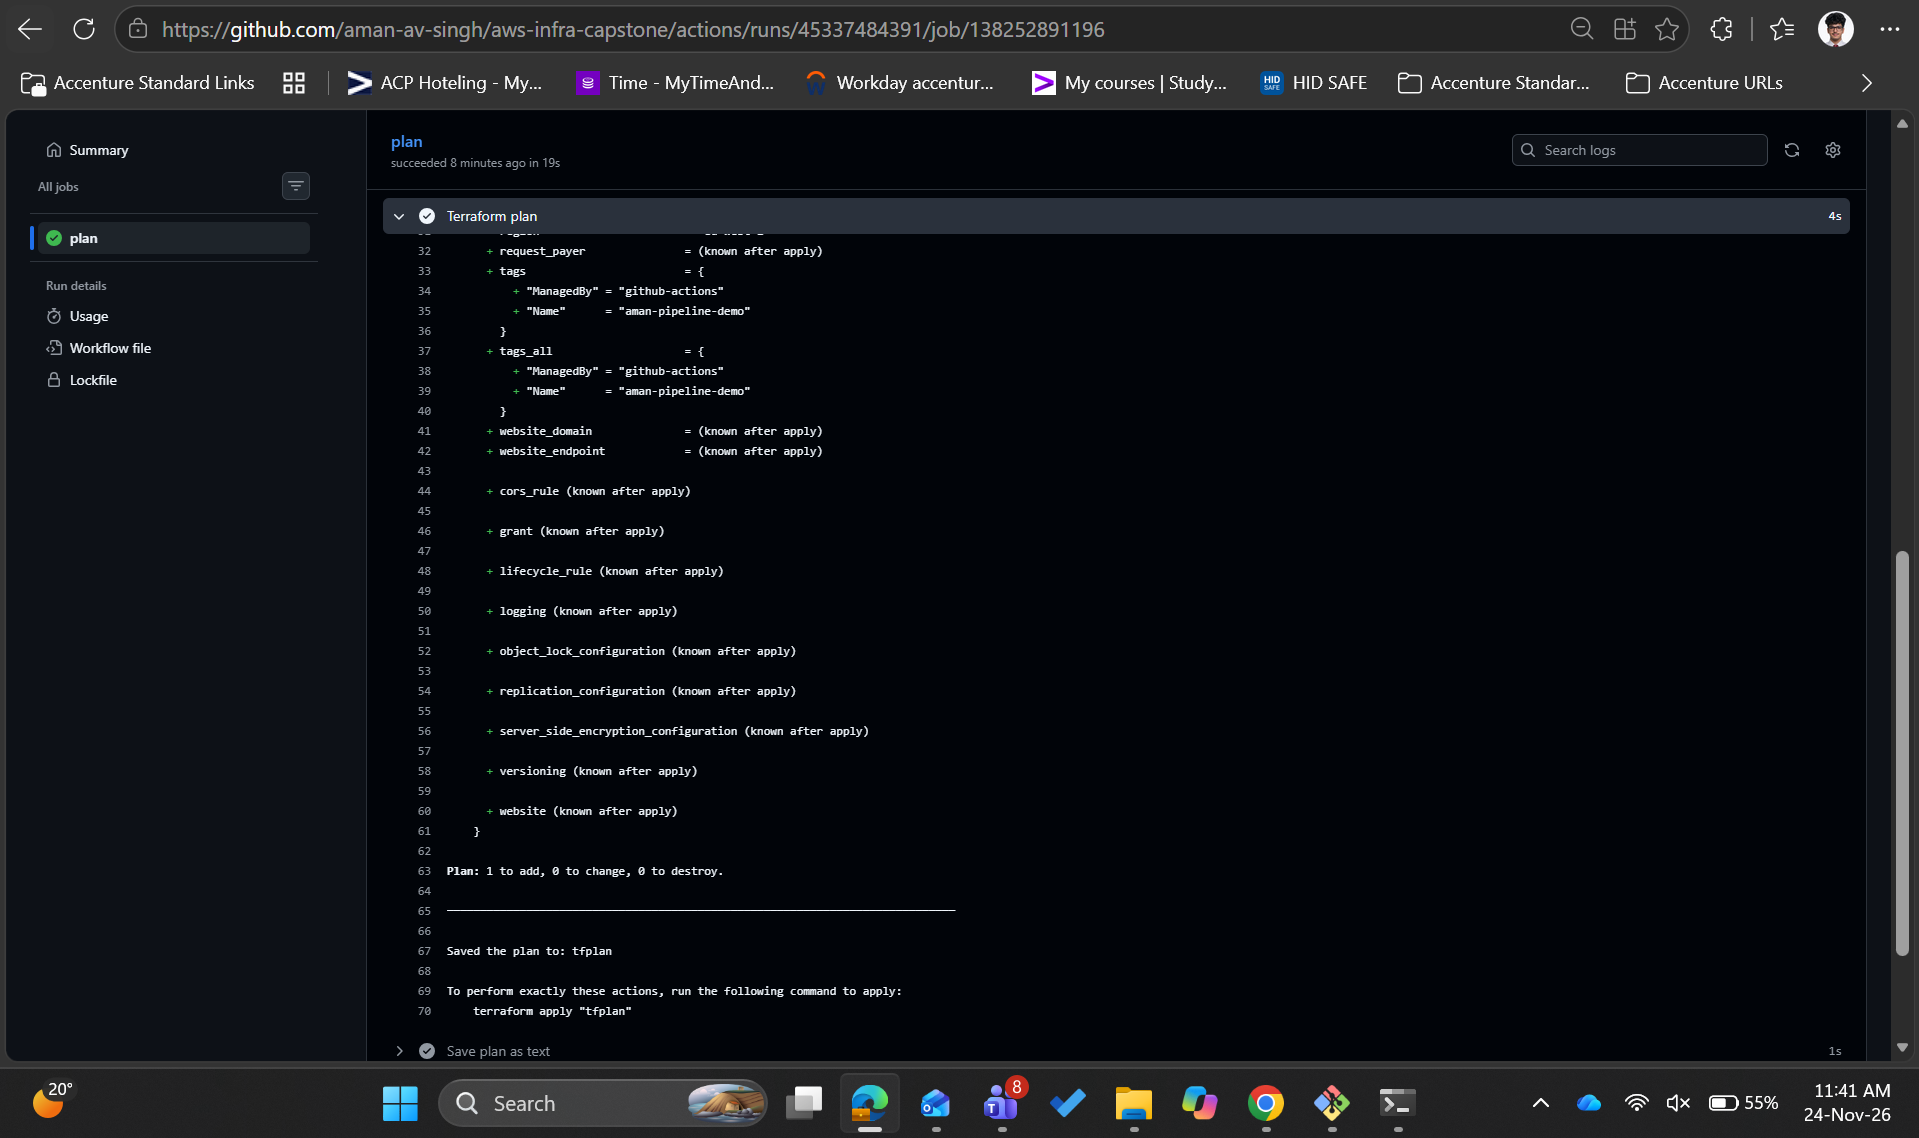 https://github.com/aman-av-singh/aws-infra-capstone/actions/runs/45337484391/job/138252891196
Accenture Standard Links
ACP Hoteling - My...
Time - MyTimeAnd...
Workday accentur...
My courses | Study...
HID SAFE
HID SAFE
Accenture Standar...
Accenture URLs
Summary
All jobs
plan
Run details
Usage
Workflow file
Lockfile
plan
succeeded 8 minutes ago in 19s
Search logs
Terraform plan 4s
32 + request_payer = (known after apply)
33 + tags = {
34 + "ManagedBy" = "github-actions"
35 + "Name" = "aman-pipeline-demo"
36 }
37 + tags_all = {
38 + "ManagedBy" = "github-actions"
39 + "Name" = "aman-pipeline-demo"
40 }
41 + website_domain = (known after apply)
42 + website_endpoint = (known after apply)
43
44 + cors_rule (known after apply)
45
46 + grant (known after apply)
47
48 + lifecycle_rule (known after apply)
49
50 + logging (known after apply)
51
52 + object_lock_configuration (known after apply)
53
54 + replication_configuration (known after apply)
55
56 + server_side_encryption_configuration (known after apply)
57
58 + versioning (known after apply)
59
60 + website (known after apply)
61 }
62
63 Plan: 1 to add, 0 to change, 0 to destroy.
64
65
66
67 Saved the plan to: tfplan
68
69 To perform exactly these actions, run the following command to apply:
70 terraform apply "tfplan"
Save plan as text 1s
20°
Search
8
55%
11:41 AM
24-Nov-26